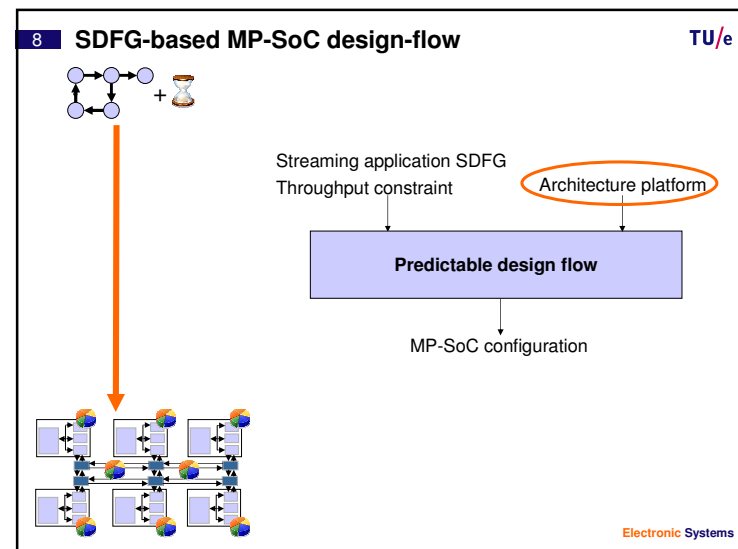 8 SDFG-based MP-SoC design-flow
TU/e
+
Streaming application SDFG
Throughput constraint
Architecture platform
Predictable design flow
MP-SoC configuration
Electronic Systems